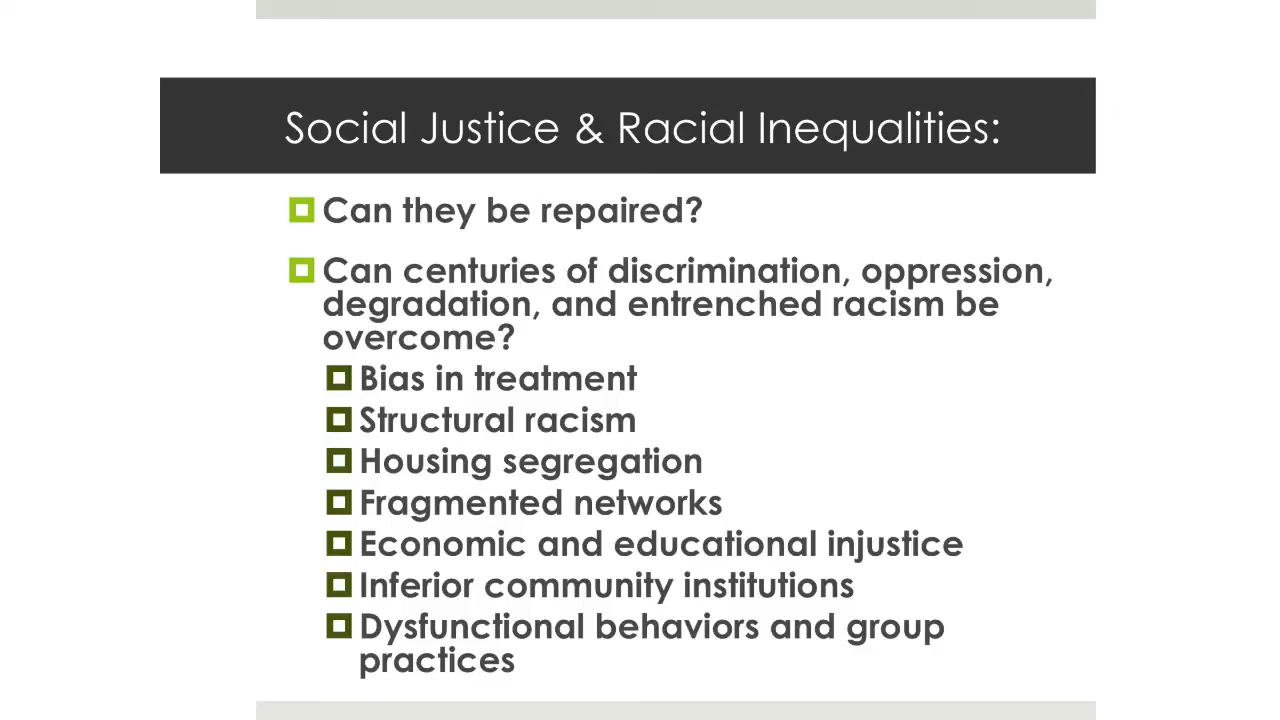 Social Justice & Racial Inequalities:
Can they be repaired?
Can centuries of discrimination, oppression,
degradation, and entrenched racism be
overcome?
Bias in treatment
Structural racism
Housing segregation
Fragmented networks
Economic and educational injustice
Inferior community institutions
Dysfunctional behaviors and group
practices